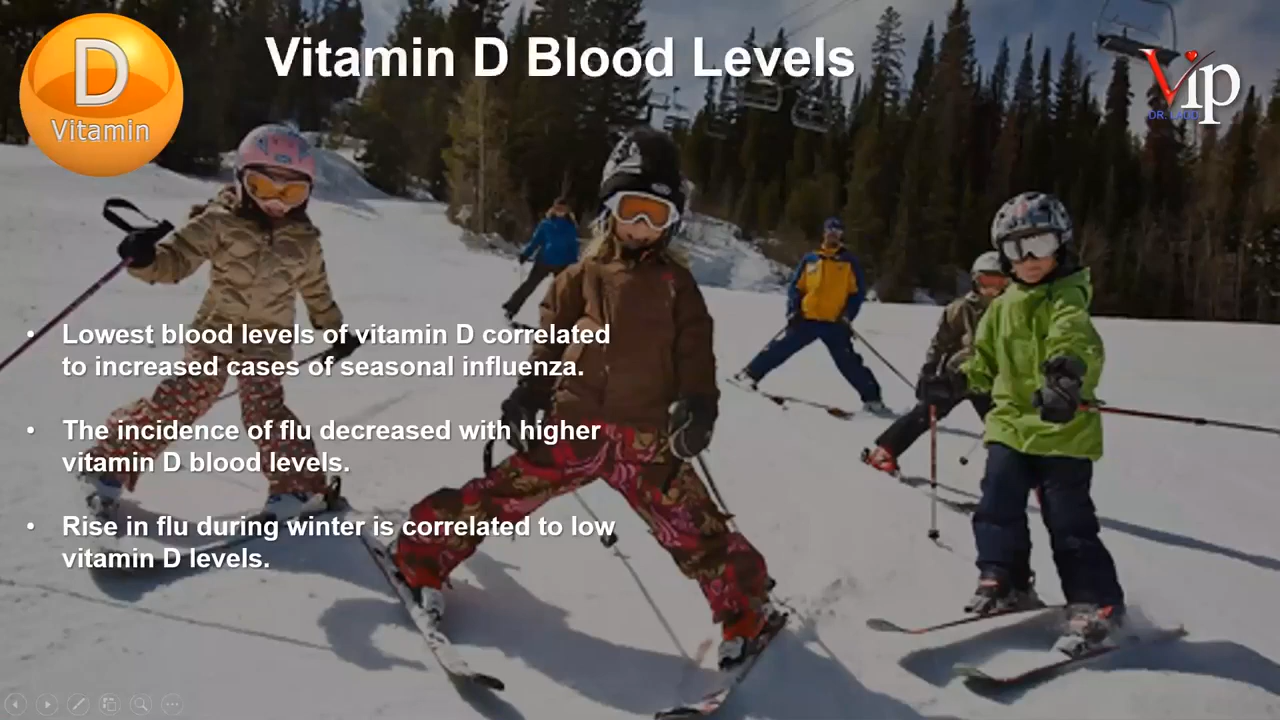 D
Vitamin
Vitamin D Blood Levels
Vip
• Lowest blood levels of vitamin D correlated
to increased cases of seasonal influenza.
• The incidence of flu decreased with higher
vitamin D blood levels.
• Rise in flu during winter is correlated to low
vitamin D levels.